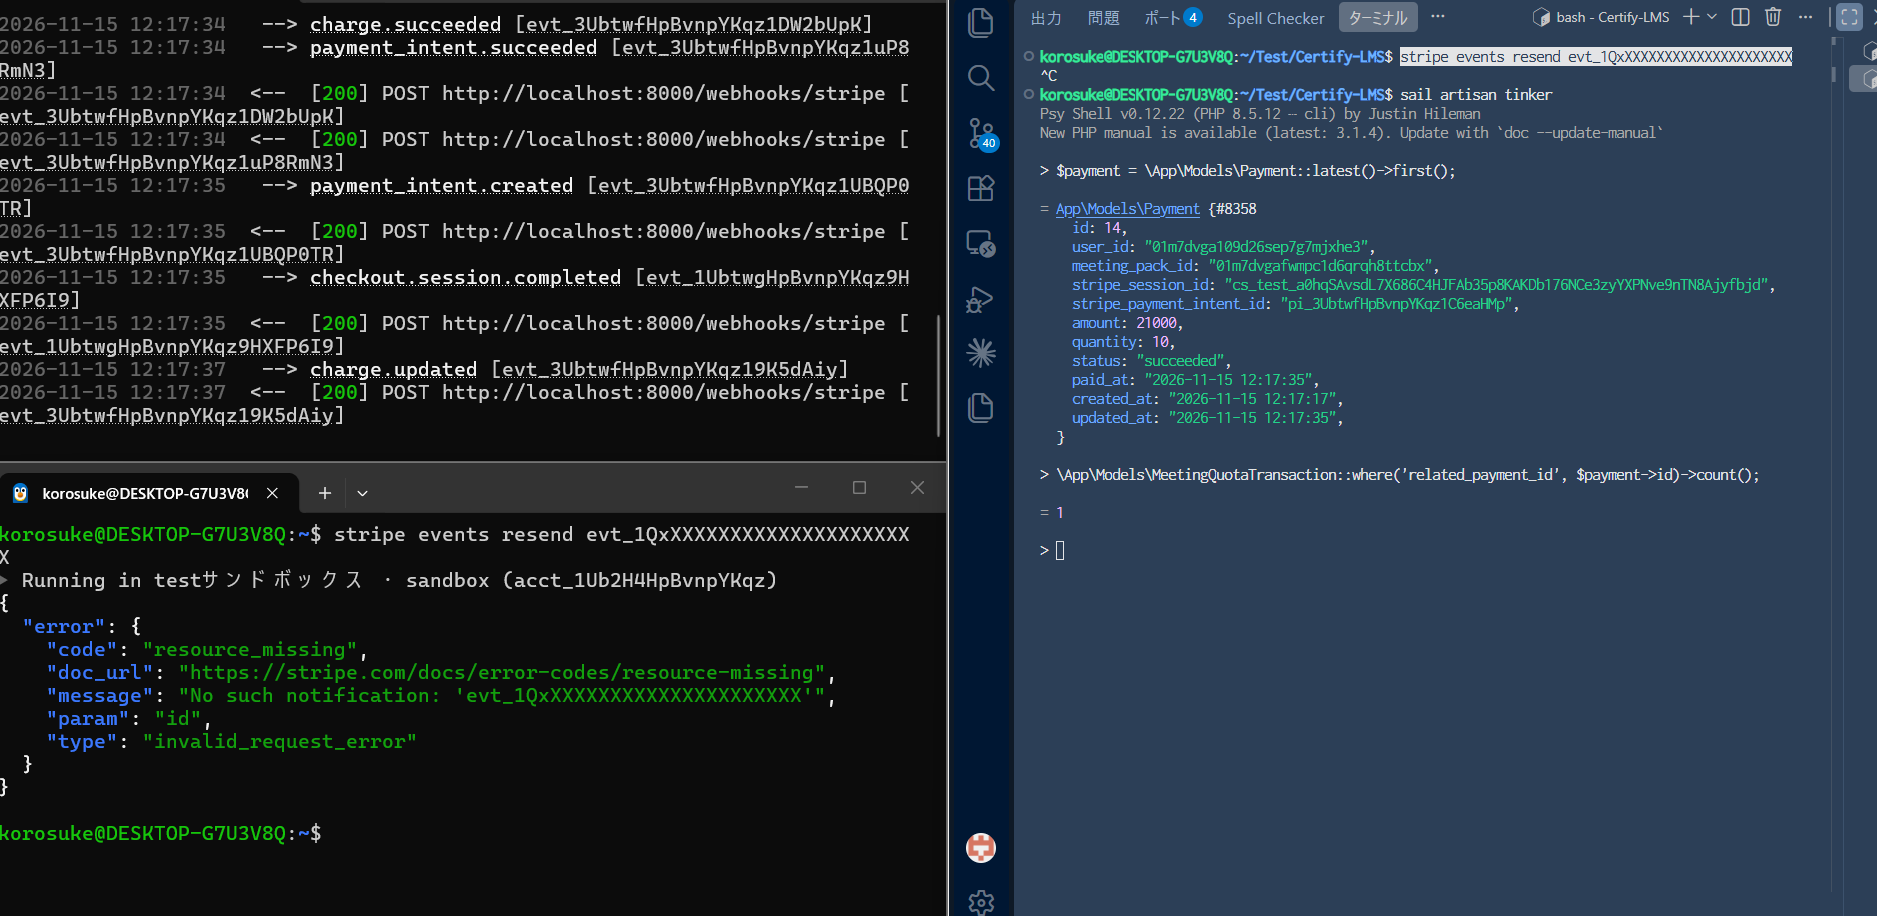 2026-11-15 12:17:34   --> charge.succeeded [evt_3UbtwfHpBvnpYKqz1DW2bUpK]
2026-11-15 12:17:34   --> payment_intent.succeeded [evt_3UbtwfHpBvnpYKqz1uP8
RmN3]
2026-11-15 12:17:34  <--  [200] POST http://localhost:8000/webhooks/stripe [
evt_3UbtwfHpBvnpYKqz1DW2bUpK]
2026-11-15 12:17:34  <--  [200] POST http://localhost:8000/webhooks/stripe [
evt_3UbtwfHpBvnpYKqz1uP8RmN3]
2026-11-15 12:17:35   --> payment_intent.created [evt_3UbtwfHpBvnpYKqz1UBQP0
TR]
2026-11-15 12:17:35  <--  [200] POST http://localhost:8000/webhooks/stripe [
evt_3UbtwfHpBvnpYKqz1UBQP0TR]
2026-11-15 12:17:35   --> checkout.session.completed [evt_1UbtwgHpBvnpYKqz9H
XFP6I9]
2026-11-15 12:17:35  <--  [200] POST http://localhost:8000/webhooks/stripe [
evt_1UbtwgHpBvnpYKqz9HXFP6I9]
2026-11-15 12:17:37   --> charge.updated [evt_3UbtwfHpBvnpYKqz19K5dAiy]
2026-11-15 12:17:37  <--  [200] POST http://localhost:8000/webhooks/stripe [
evt_3UbtwfHpBvnpYKqz19K5dAiy]
korosuke@DESKTOP-G7U3V8(
korosuke@DESKTOP-G7U3V8Q:~$ stripe events resend evt_1QxXXXXXXXXXXXXXXXXXXXX
X
Running in testサンドボックス · sandbox (acct_1Ub2H4HpBvnpYKqz)
{
  "error": {
    "code": "resource_missing",
    "doc_url": "https://stripe.com/docs/error-codes/resource-missing",
    "message": "No such notification: 'evt_1QxXXXXXXXXXXXXXXXXXXXXX'",
    "param": "id",
    "type": "invalid_request_error"
  }
}
korosuke@DESKTOP-G7U3V8Q:~$
40
出力 問題 ポート 4 Spell Checker ターミナル ··· bash - Certify-LMS
korosuke@DESKTOP-G7U3V8Q:~/Test/Certify-LMS$ stripe events resend evt_1QxXXXXXXXXXXXXXXXXXXXXX
^C
korosuke@DESKTOP-G7U3V8Q:~/Test/Certify-LMS$ sail artisan tinker
Psy Shell v0.12.22 (PHP 8.5.12 — cli) by Justin Hileman
New PHP manual is available (latest: 3.1.4). Update with `doc --update-manual`
> $payment = \App\Models\Payment::latest()->first();
= App\Models\Payment {#8358
    id: 14,
    user_id: "01m7dvga109d26sep7g7mjxhe3",
    meeting_pack_id: "01m7dvgafwmpc1d6qrqh8ttcbx",
    stripe_session_id: "cs_test_a0hqSAvsdL7X686C4HJFAb35p8KAKDb176NCe3zyYXPNve9nTN8Ajyfbjd",
    stripe_payment_intent_id: "pi_3UbtwfHpBvnpYKqz1C6eaHMp",
    amount: 21000,
    quantity: 10,
    status: "succeeded",
    paid_at: "2026-11-15 12:17:35",
    created_at: "2026-11-15 12:17:17",
    updated_at: "2026-11-15 12:17:35",
  }
> \App\Models\MeetingQuotaTransaction::where('related_payment_id', $payment->id)->count();
= 1
>